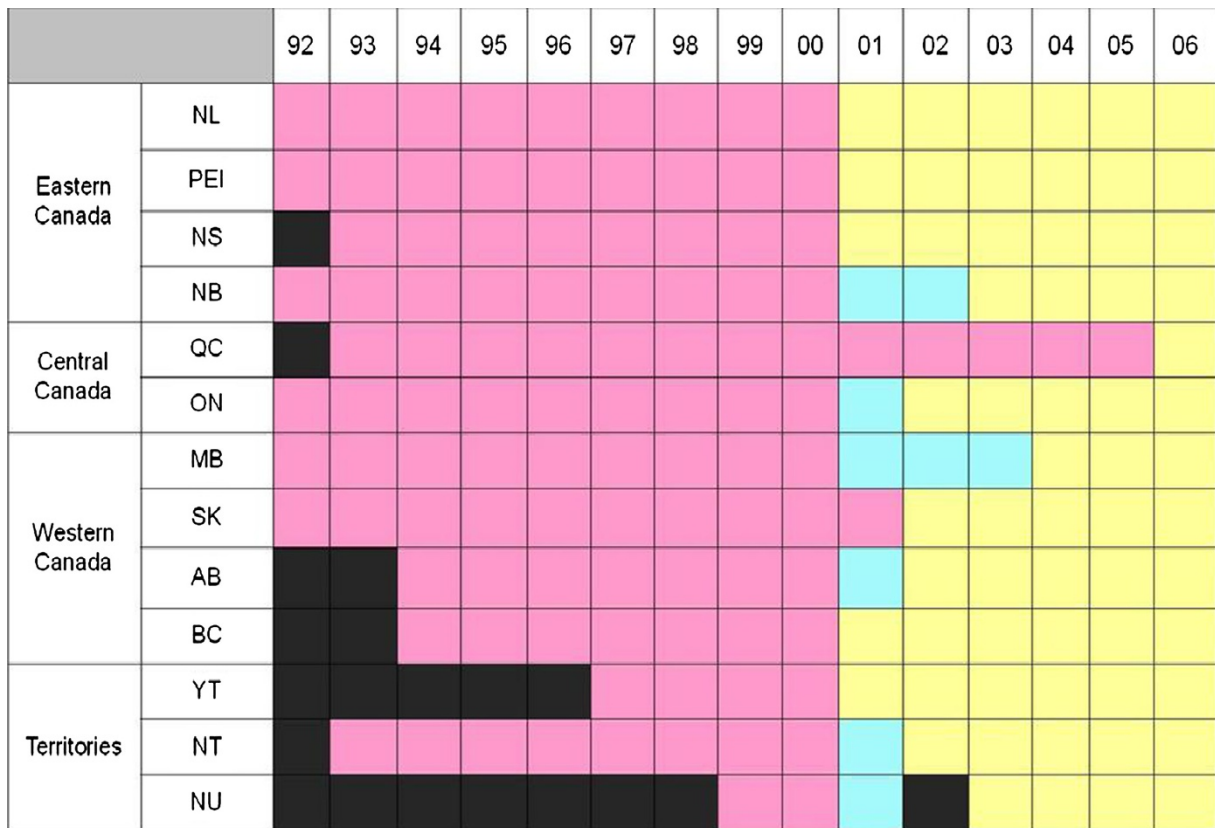 92 93 94 95 96 97 98 99 00 01 02 03 04 05 06
Eastern
Canada
NL
PEI
NS
NB
Central
Canada
QC
ON
Western
Canada
MB
SK
AB
BC
Territories
YT
NT
NU